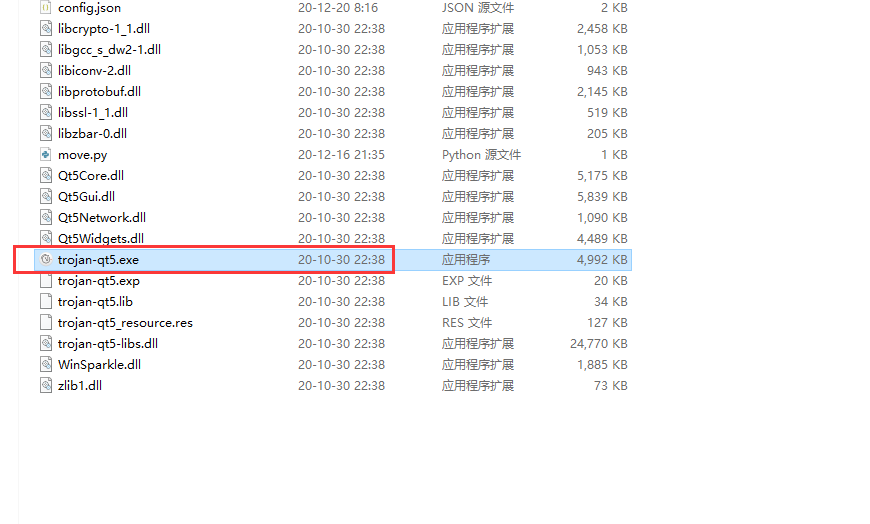 config.json 20-12-20 8:16 JSON 源文件 2 KB
libcrypto-1_1.dll 20-10-30 22:38 应用程序扩展 2,458 KB
libgcc_s_dw2-1.dll 20-10-30 22:38 应用程序扩展 1,053 KB
libiconv-2.dll 20-10-30 22:38 应用程序扩展 943 KB
libprotobuf.dll 20-10-30 22:38 应用程序扩展 2,145 KB
libssl-1_1.dll 20-10-30 22:38 应用程序扩展 519 KB
libzbar-0.dll 20-10-30 22:38 应用程序扩展 205 KB
move.py 20-12-16 21:35 Python 源文件 1 KB
Qt5Core.dll 20-10-30 22:38 应用程序扩展 5,175 KB
Qt5Gui.dll 20-10-30 22:38 应用程序扩展 5,839 KB
Qt5Network.dll 20-10-30 22:38 应用程序扩展 1,090 KB
Qt5Widgets.dll 20-10-30 22:38 应用程序扩展 4,489 KB
trojan-qt5.exe 20-10-30 22:38 应用程序 4,992 KB
trojan-qt5.exp 20-10-30 22:38 EXP 文件 20 KB
trojan-qt5.lib 20-10-30 22:38 LIB 文件 34 KB
trojan-qt5_resource.res 20-10-30 22:38 RES 文件 127 KB
trojan-qt5-libs.dll 20-10-30 22:38 应用程序扩展 24,770 KB
WinSparkle.dll 20-10-30 22:38 应用程序扩展 1,885 KB
zlib1.dll 20-10-30 22:38 应用程序扩展 73 KB